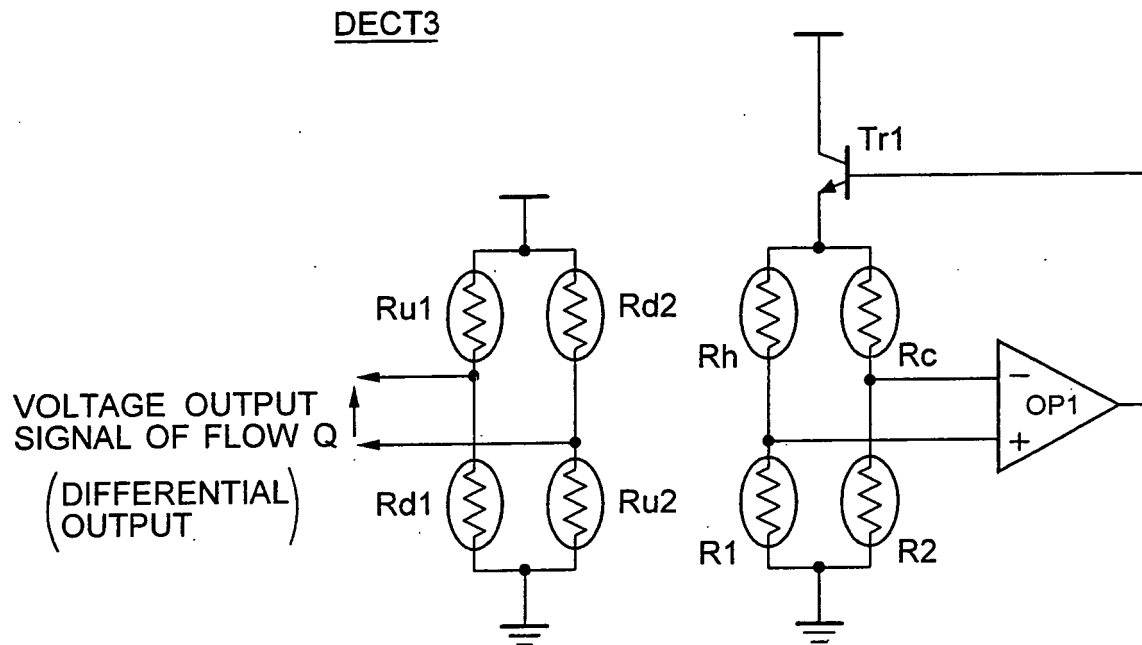 DECT3
Tr1
Ru1
Rd2
Rh
Rc
VOLTAGE OUTPUT
SIGNAL OF FLOW Q
(DIFFERENTIAL
OUTPUT)
Rd1
Ru2
R1
R2
−
OP1
+